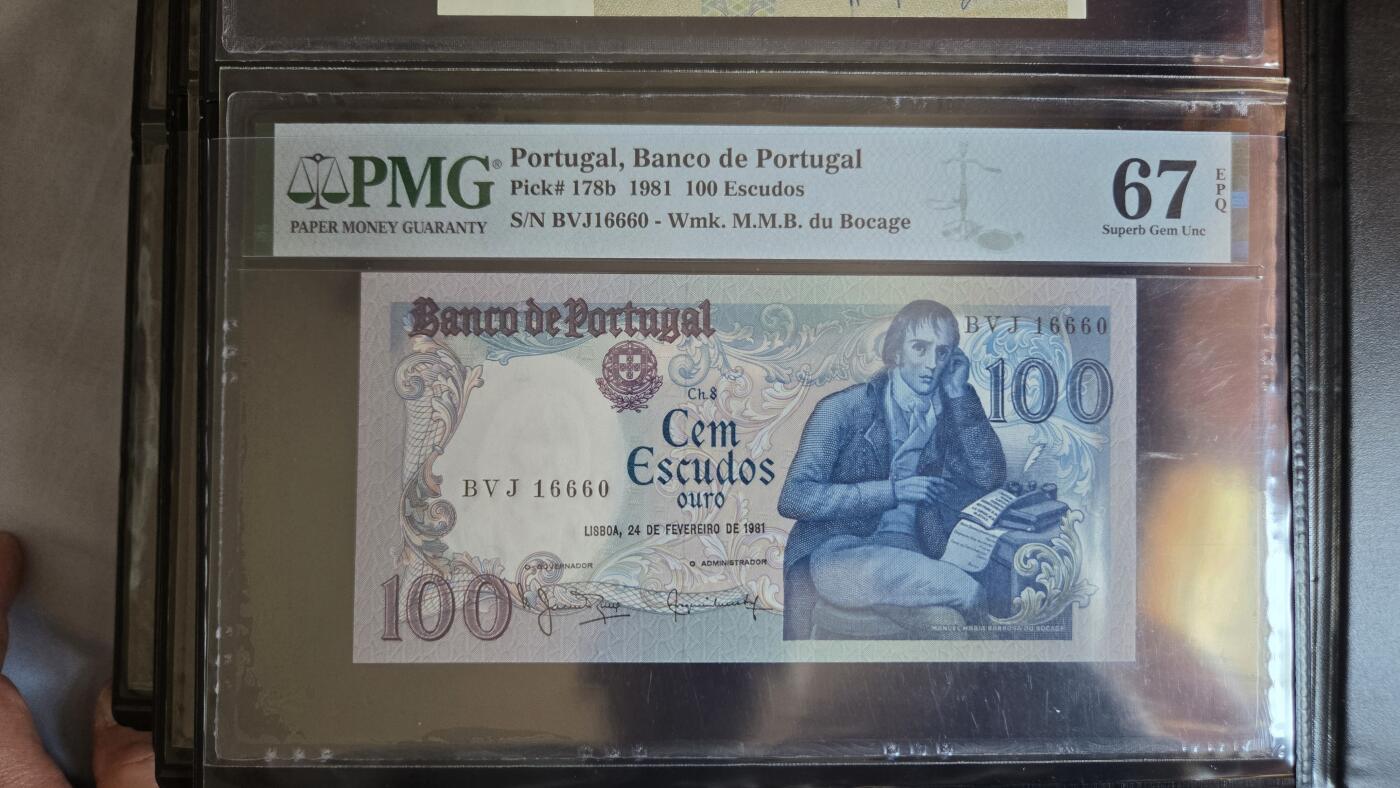 PMG®
PAPER MONEY GUARANTY
Portugal, Banco de Portugal
Pick# 178b 1981 100 Escudos
S/N BVJ16660 - Wmk. M.M.B. du Bocage
67
EPQ
Superb Gem Unc
Banco de Portugal
BVJ 16660
100
Ch. 8
Cem
Escudos
ouro
BVJ 16660
LISBOA, 24 DE FEVEREIRO DE 1981
O GOVERNADOR
O ADMINISTRADOR
100
MANUEL MARIA BARBOSA DU BOCAGE